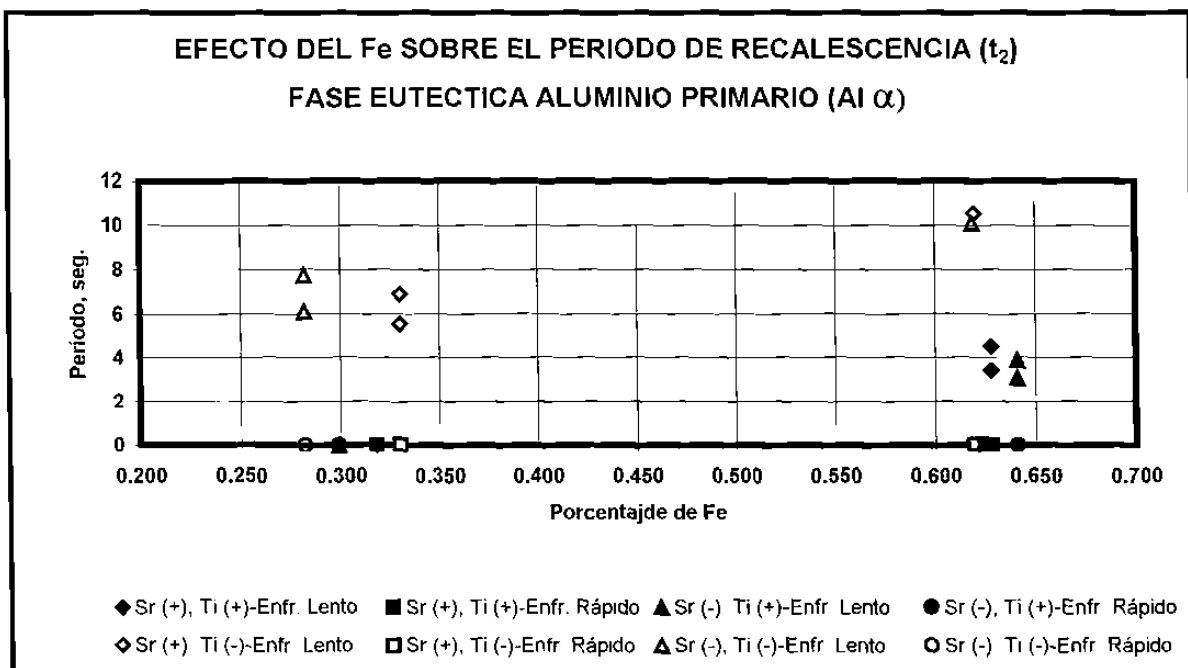 EFECTO DEL Fe SOBRE EL PERIODO DE RECALESCENCIA (t₂)
FASE EUTECTICA ALUMINIO PRIMARIO (Al α)
12
10
8
6
4
2
0
Período, seg.
0.200 0.250 0.300 0.350 0.400 0.450 0.500 0.550 0.600 0.650 0.700
Porcentajde de Fe
Sr (+), Ti (+)-Enfr. Lento Sr (+), Ti (+)-Enfr. Rápido Sr (-) Ti (+)-Enfr Lento Sr (-), Ti (+)-Enfr Rápido
Sr (+) Ti (-)-Enfr Lento Sr (+), Ti (-)-Enfr Rápido Sr (-), Ti (-)-Enfr Lento Sr (-) Ti (-)-Enfr Rápido